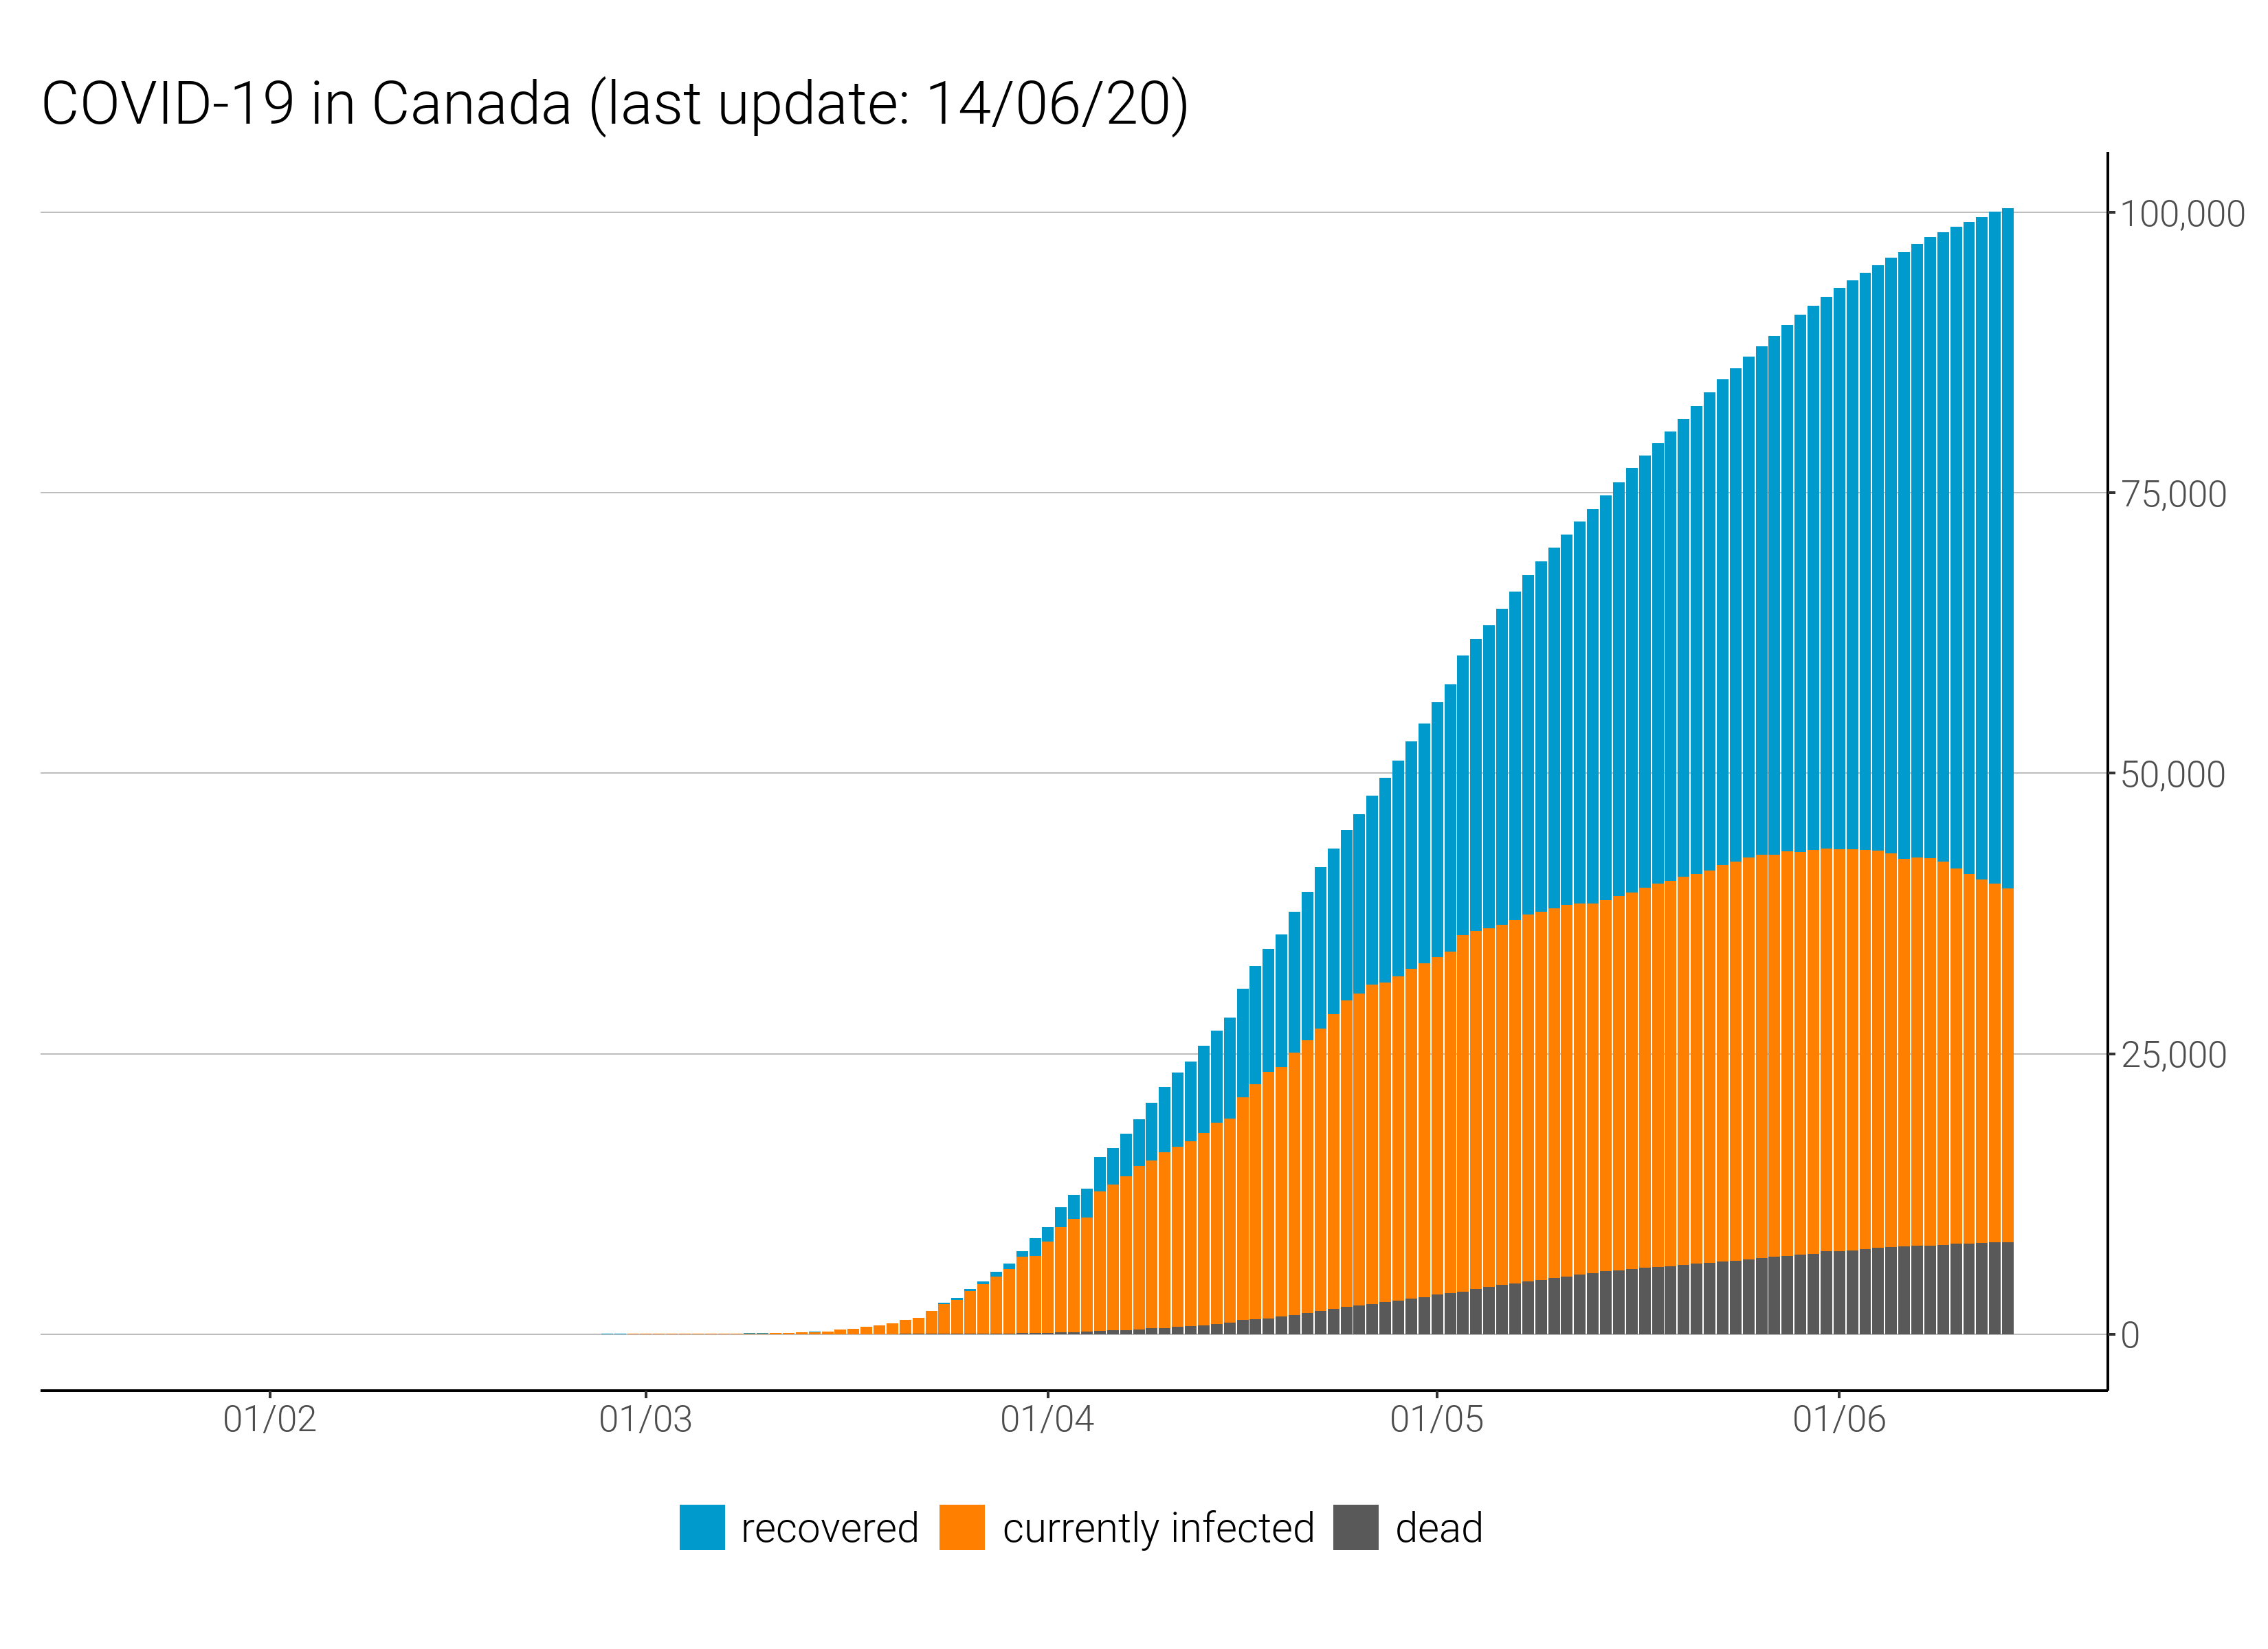 COVID-19 in Canada (last update: 14/06/20)
100,000
75,000
50,000
25,000
0
01/02 01/03 01/04 01/05 01/06
recovered currently infected dead